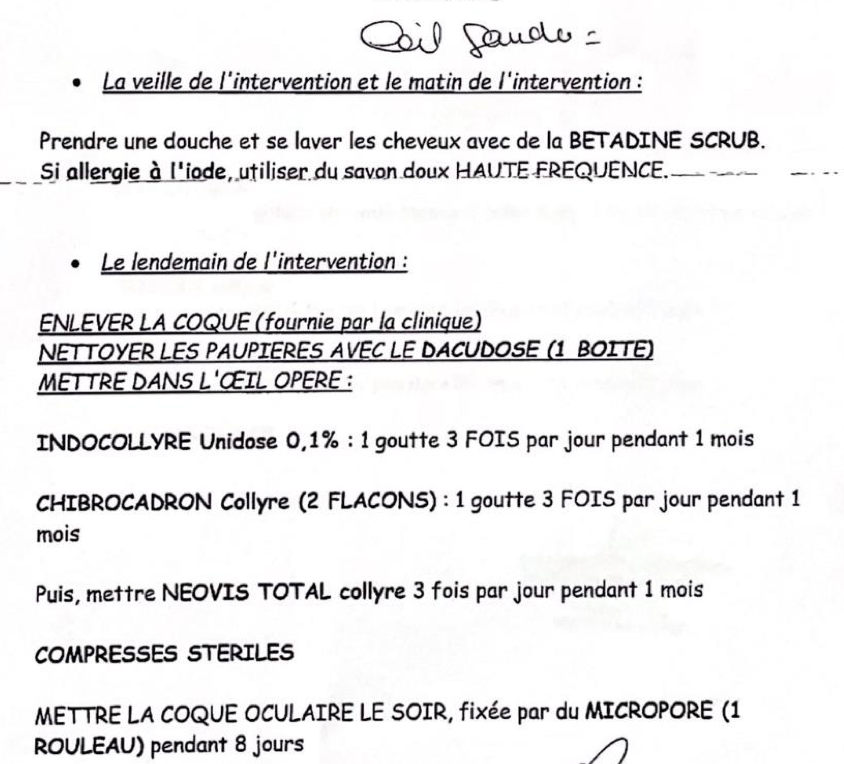 Oeil Gauche =
• La veille de l'intervention et le matin de l'intervention :
Prendre une douche et se laver les cheveux avec de la BETADINE SCRUB.
Si allergie à l'iode, utiliser du savon doux HAUTE FREQUENCE.
• Le lendemain de l'intervention :
ENLEVER LA COQUE (fournie par la clinique)
NETTOYER LES PAUPIERES AVEC LE DACUDOSE (1 BOITE)
METTRE DANS L'ŒIL OPERE :
INDOCOLLYRE Unidose 0,1% : 1 goutte 3 FOIS par jour pendant 1 mois
CHIBROCADRON Collyre (2 FLACONS) : 1 goutte 3 FOIS par jour pendant 1
mois
Puis, mettre NEOVIS TOTAL collyre 3 fois par jour pendant 1 mois
COMPRESSES STERILES
METTRE LA COQUE OCULAIRE LE SOIR, fixée par du MICROPORE (1
ROULEAU) pendant 8 jours